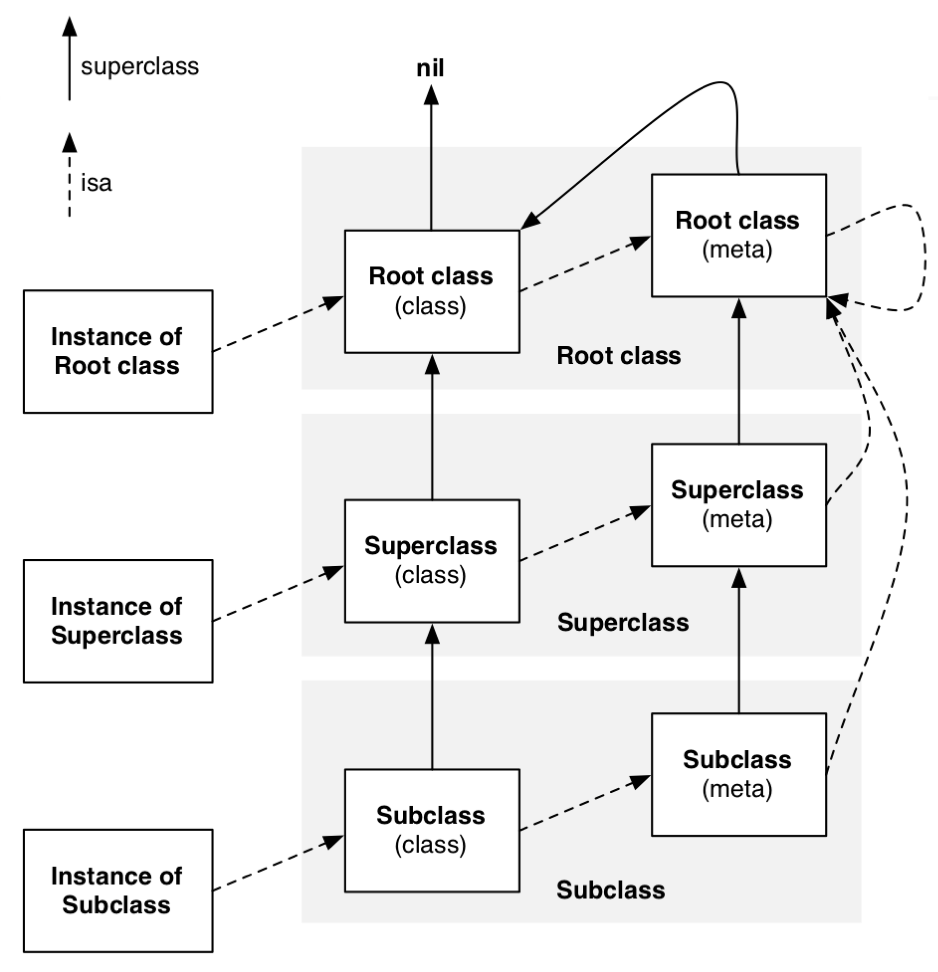 superclass
isa
nil
Root class
(meta)
Root class
(class)
Instance of
Root class
Root class
Superclass
(meta)
Superclass
(class)
Instance of
Superclass
Superclass
Subclass
(meta)
Subclass
(class)
Instance of
Subclass
Subclass